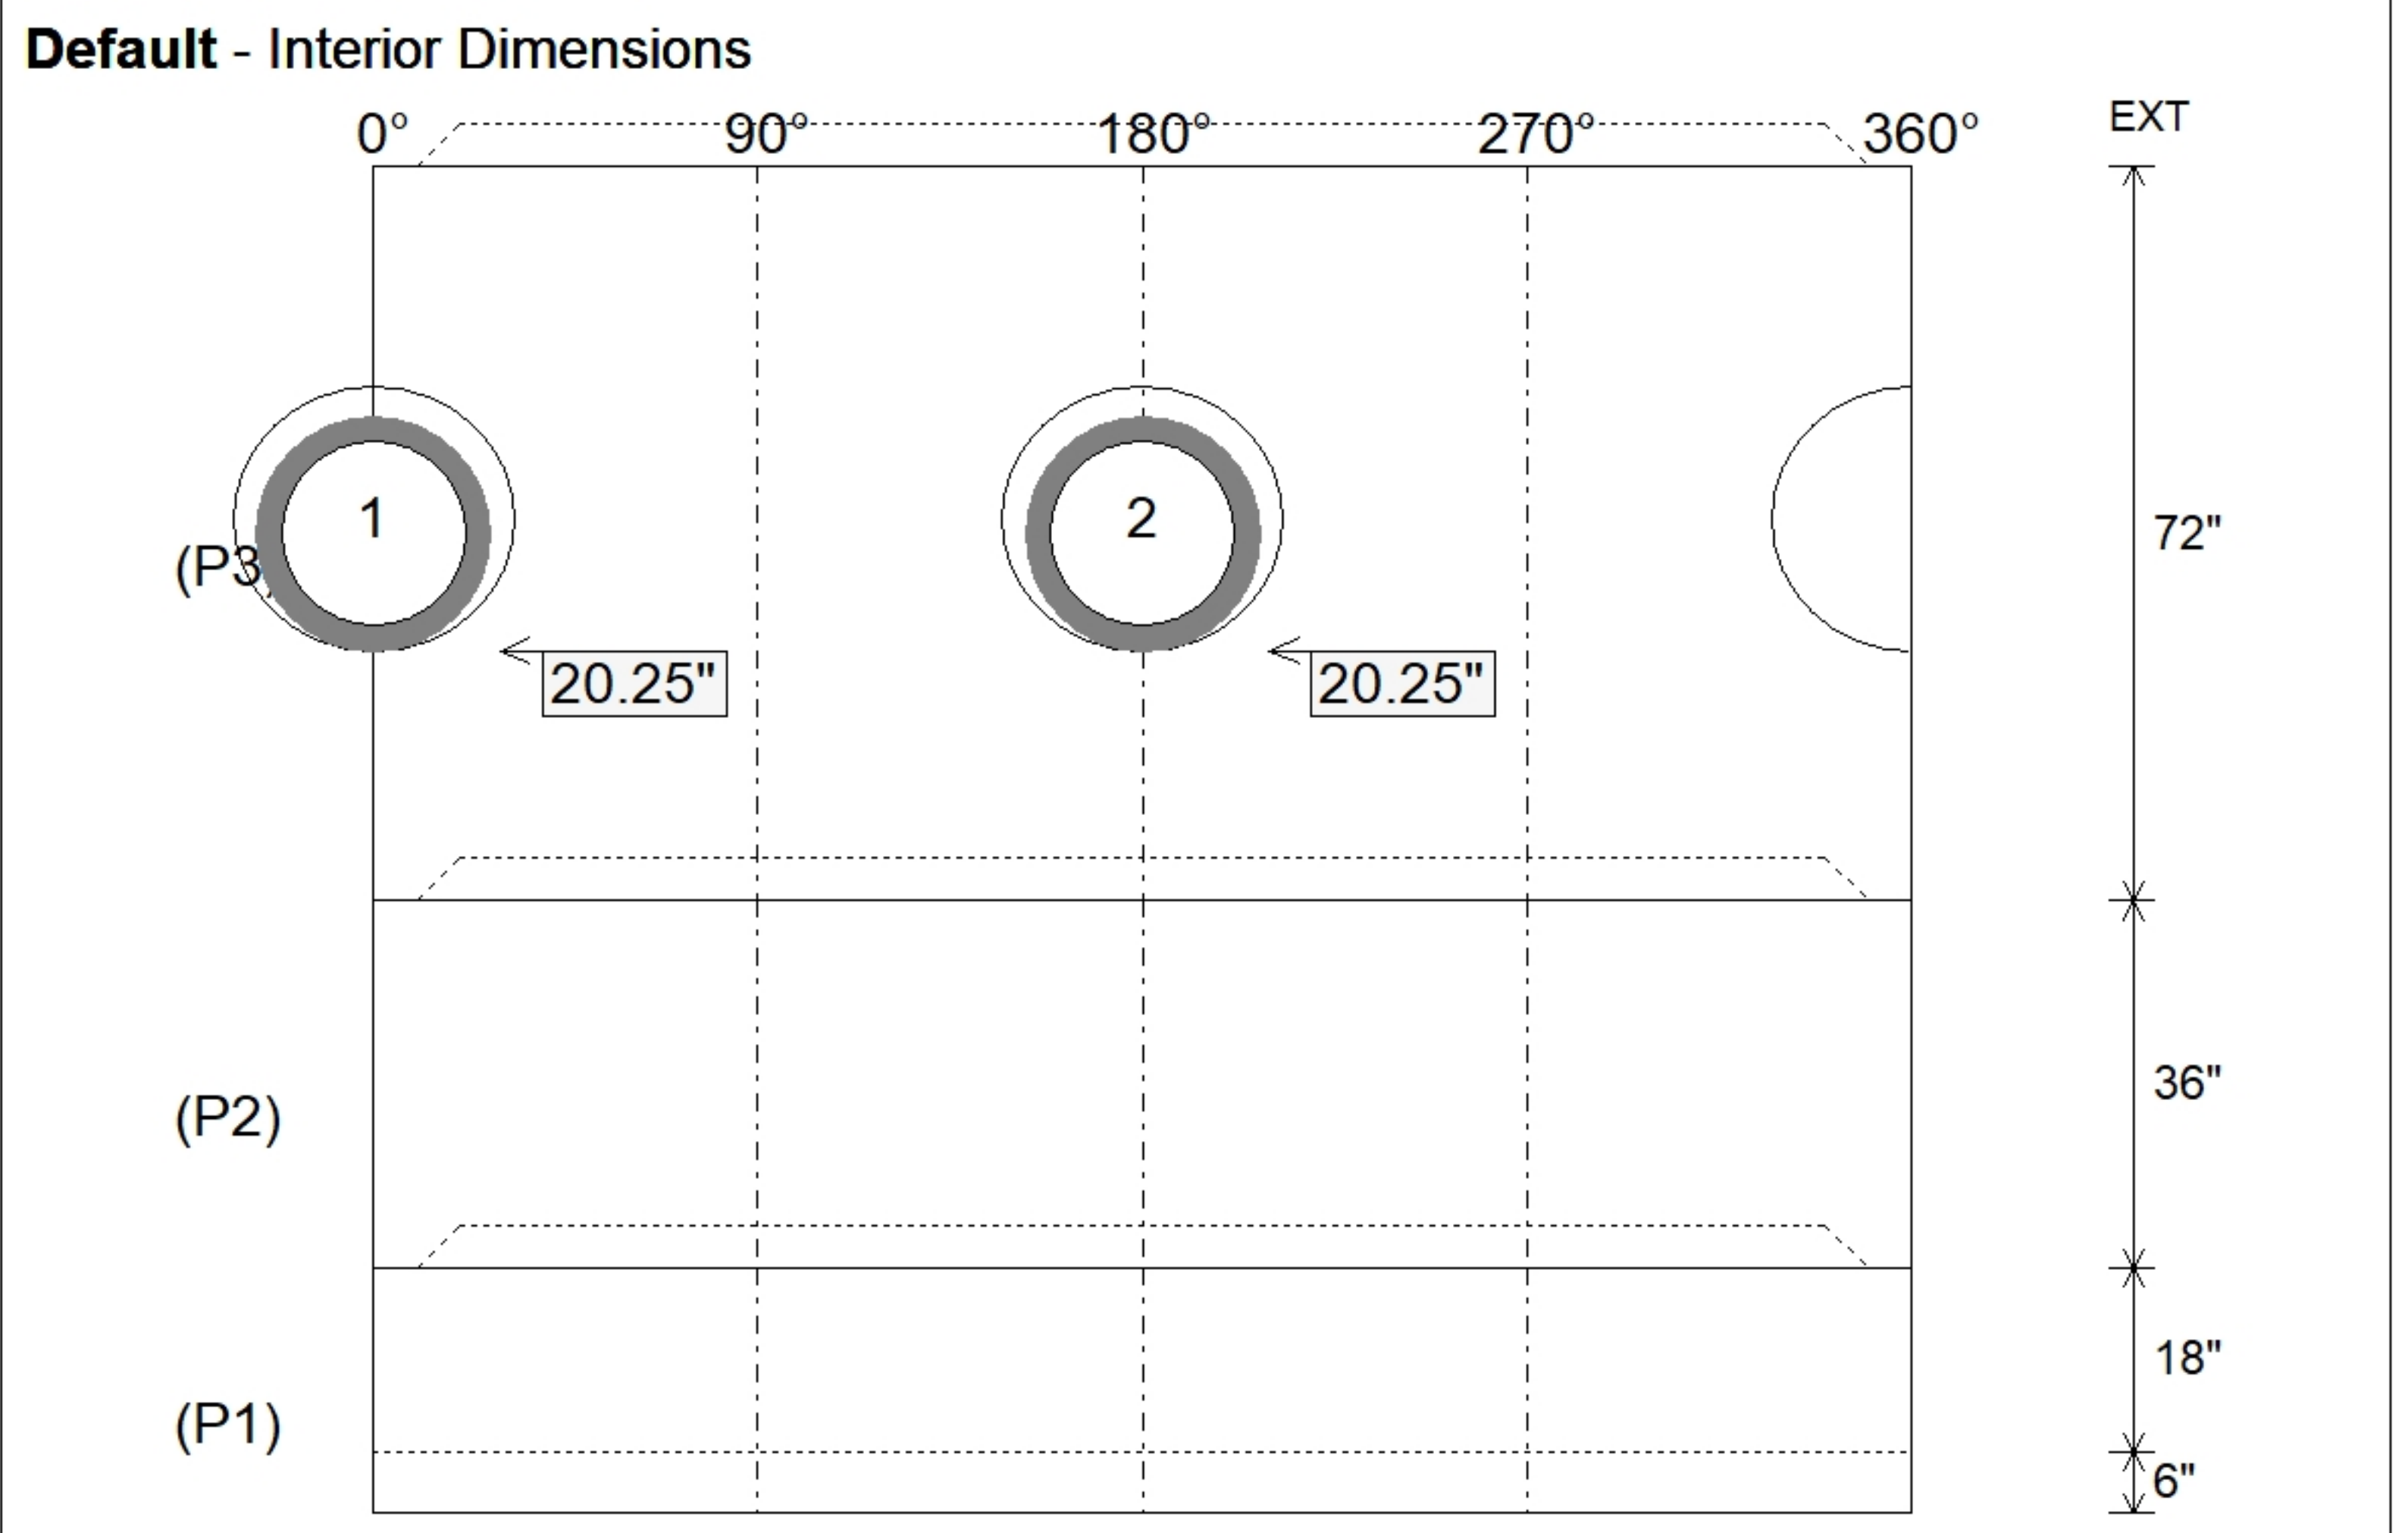 Default - Interior Dimensions
0° 90° 180° 270° 360° EXT
1 2
(P3) 72"
20.25" 20.25"
(P2) 36"
18"
(P1)
6"